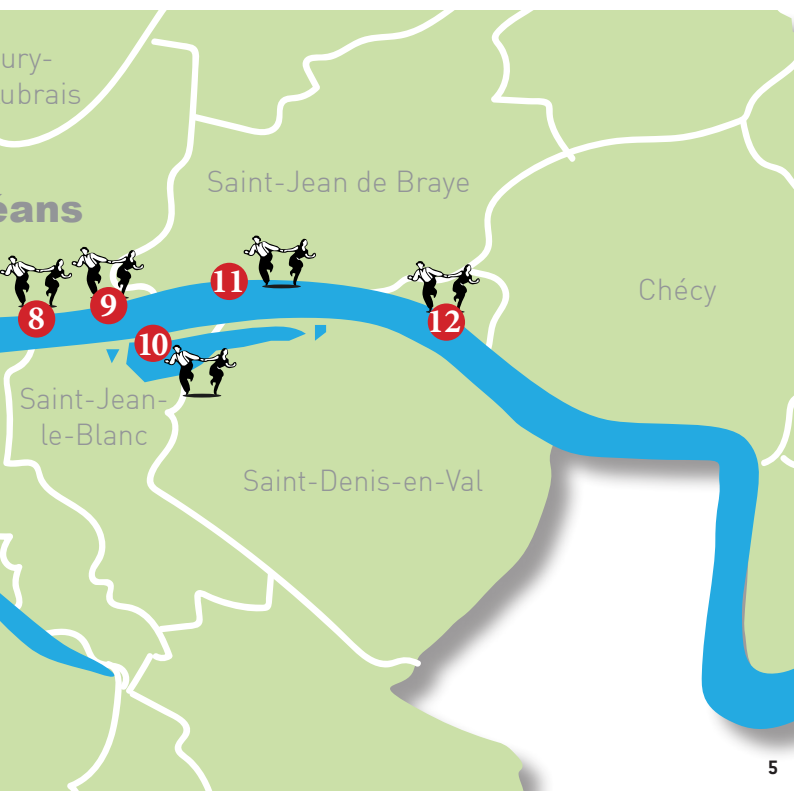 ury-
ubrais
Saint-Jean de Braye
éans
11
Chécy
9
8
12
10
Saint-Jean-
le-Blanc
Saint-Denis-en-Val
5